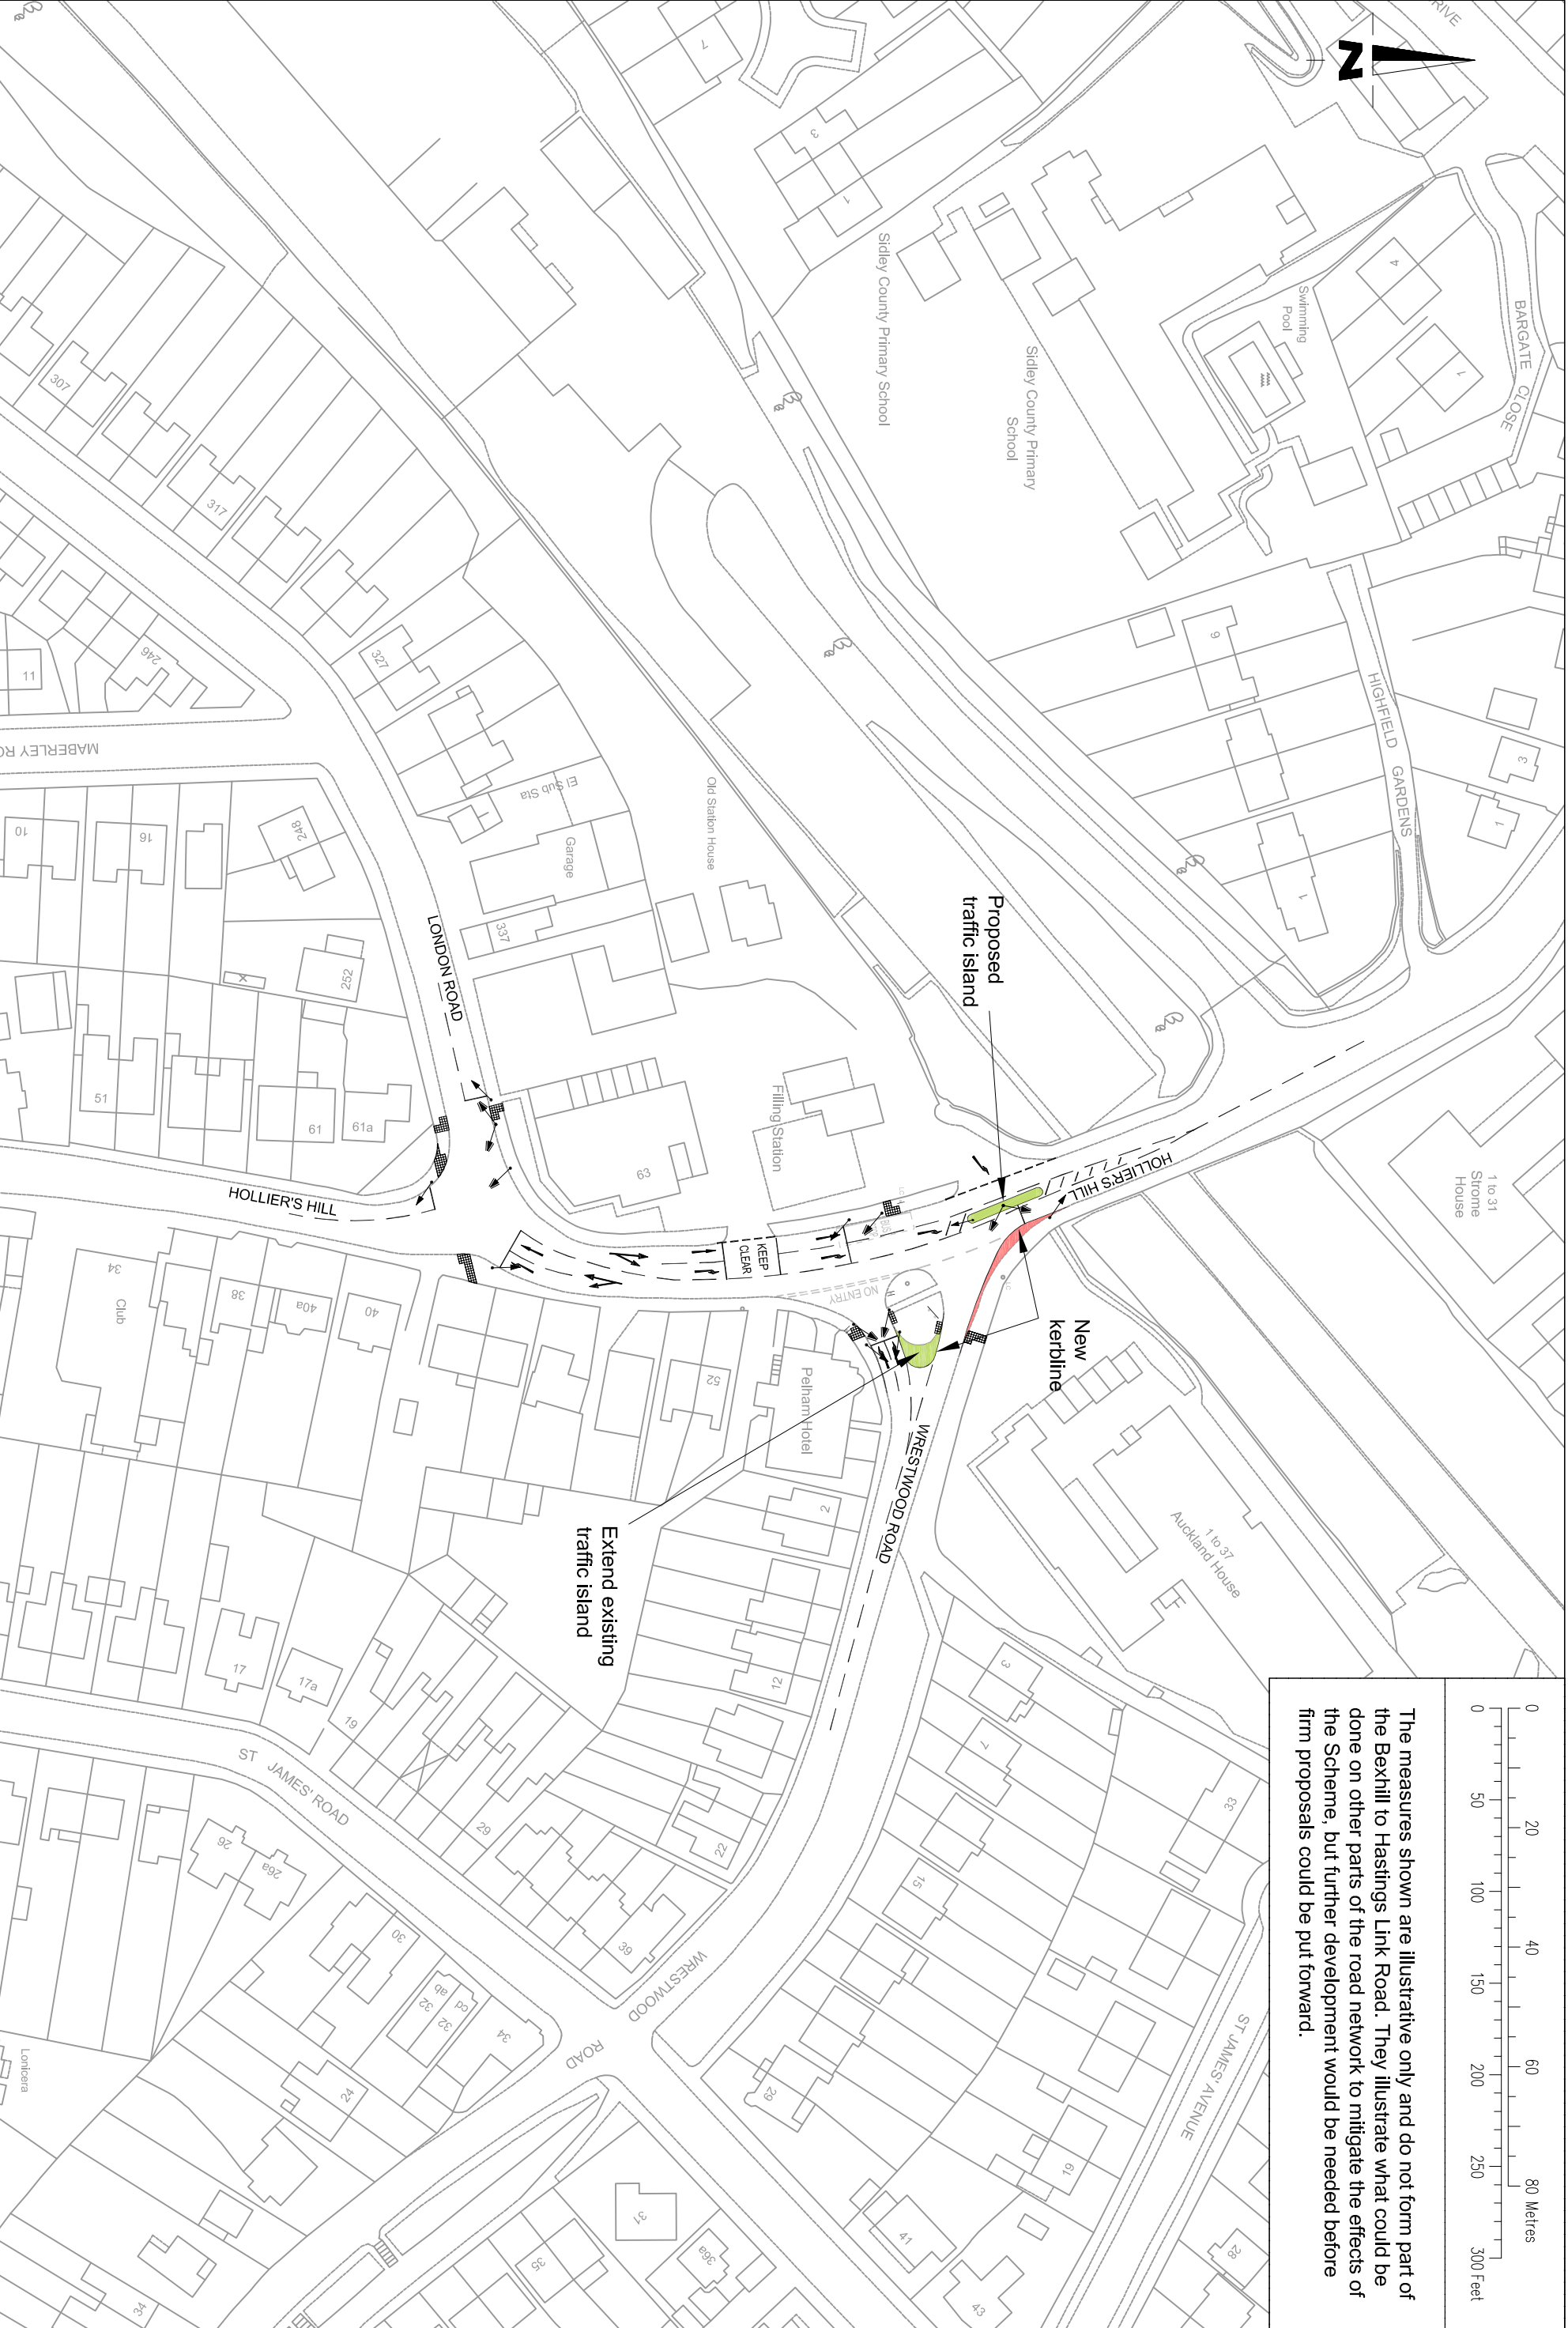 N
RIVE
BARGATE CLOSE
7
3
1
4
1
Swimming
Pool
Sidley County Primary School
Sidley County Primary
School
HIGHFIELD GARDENS
9
3
1
1
307
317
327
246
11
MABERLEY RO
El Sub Sta
Garage
Old Station House
337
10
16
248
252
LONDON ROAD
51
61
61a
63
Filling Station
HOLLIER'S HILL
HOLLIER'S HILL
Proposed
traffic island
1 to 31
Strome
House
KEEP
CLEAR
BUS
NO ENTRY
New
kerbline
34
Club
38
40a
40
52
Pelham Hotel
WRESTWOOD ROAD
1 to 37
Auckland House
Extend existing
traffic island
2
12
22
3
7
15
29
33
17
17a
19
29
39
ST JAMES' ROAD
26
26a
30
32
cd
ab
32
34
24
WRESTWOOD
ROAD
ST JAMES' AVENUE
19
41
43
28
31
35
36a
34
Lonicera
0 20 40 60 80 Metres
0 50 100 150 200 250 300 Feet
The measures shown are illustrative only and do not form part of
the Bexhill to Hastings Link Road. They illustrate what could be
done on other parts of the road network to mitigate the effects of
the Scheme, but further development would be needed before
firm proposals could be put forward.